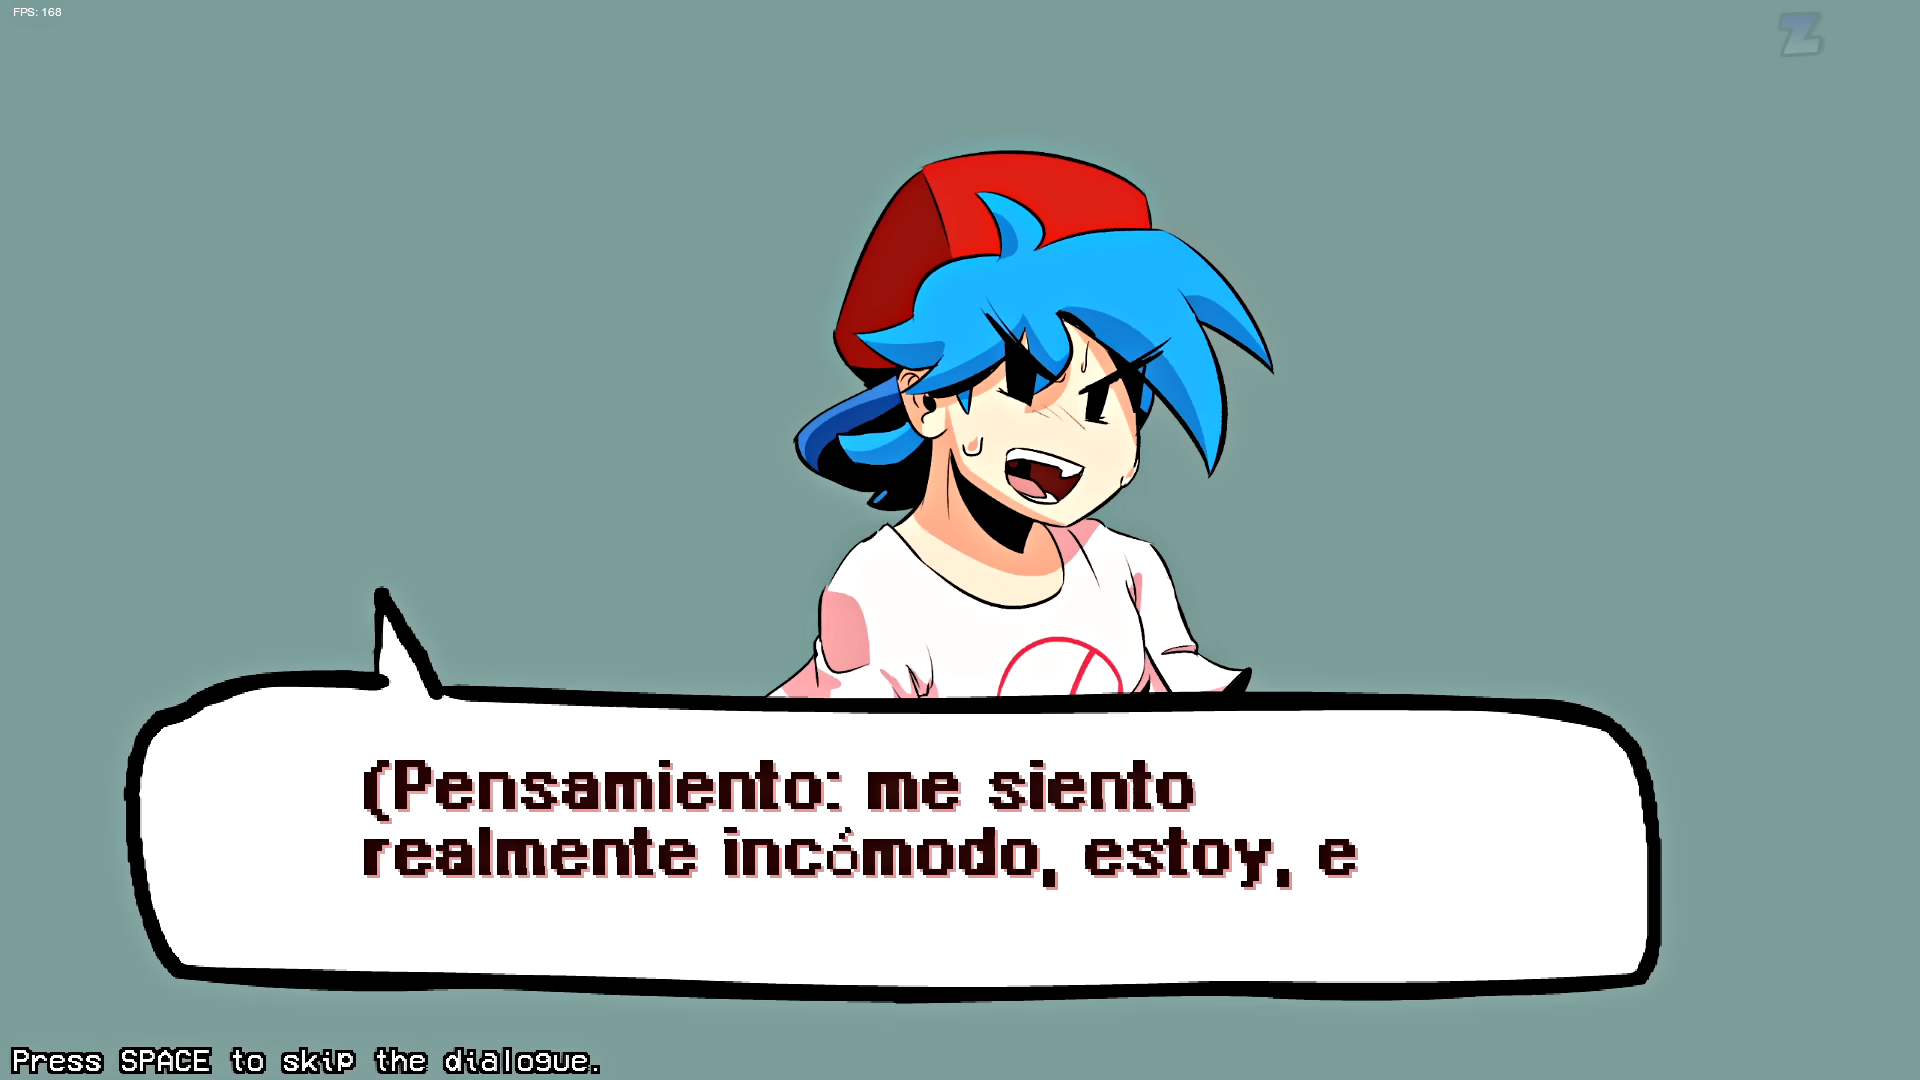 FPS: 168
Z
(Pensamiento: me siento
realmente incómodo, estoy, e
Press SPACE to skip the dialogue.